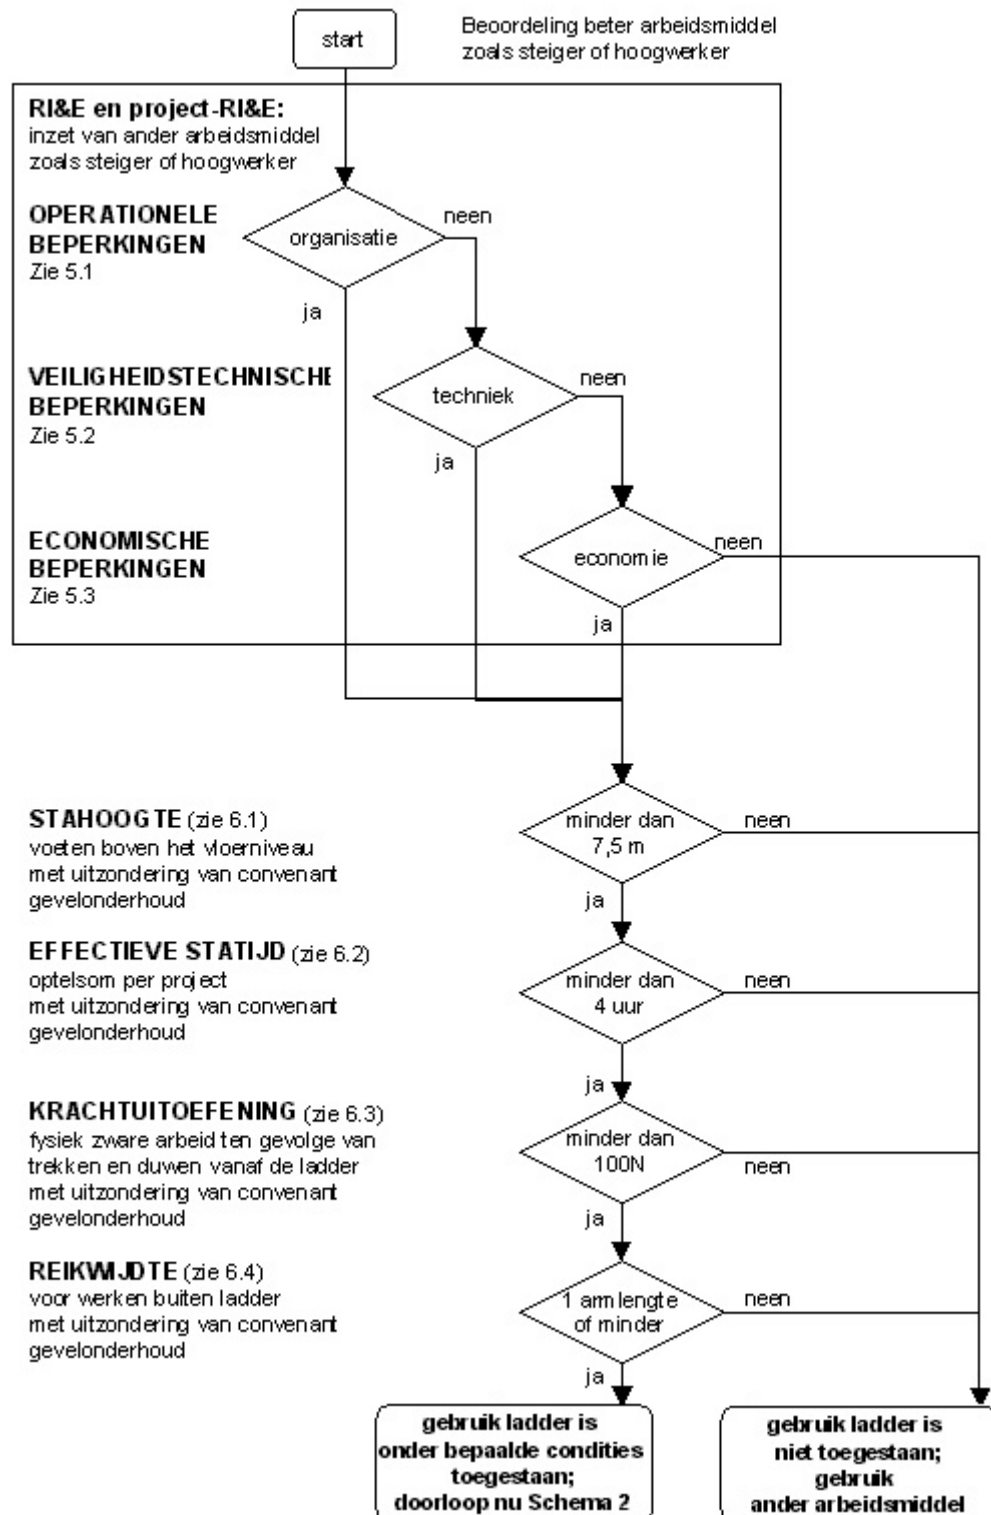 start
Beoordeling beter arbeidsmiddel
zoals steiger of hoogwerker
RI&E en project-RI&E:
inzet van ander arbeidsmiddel
zoals steiger of hoogwerker
OPERATIONELE
BEPERKINGEN
Zie 5.1
organisatie
neen
ja
VEILIGHEIDSTECHNISCHE
BEPERKINGEN
Zie 5.2
techniek
neen
ja
ECONOMISCHE
BEPERKINGEN
Zie 5.3
economie
neen
ja
STAHOOGTE (zie 6.1)
voeten boven het vloerniveau
met uitzondering van convenant
gevelonderhoud
minder dan
7,5 m
neen
ja
EFFECTIEVE STATIJD (zie 6.2)
optelsom per project
met uitzondering van convenant
gevelonderhoud
minder dan
4 uur
neen
ja
KRACHTUITOEFENING (zie 6.3)
fysiek zware arbeid ten gevolge van
trekken en duwen vanaf de ladder
met uitzondering van convenant
gevelonderhoud
minder dan
100N
neen
ja
REIKWIJDTE (zie 6.4)
voor werken buiten ladder
met uitzondering van convenant
gevelonderhoud
1 armlengte
of minder
neen
ja
gebruik ladder is
onder bepaalde condities
toegestaan;
doorloop nu Schema 2
gebruik ladder is
niet toegestaan;
gebruik
ander arbeidsmiddel